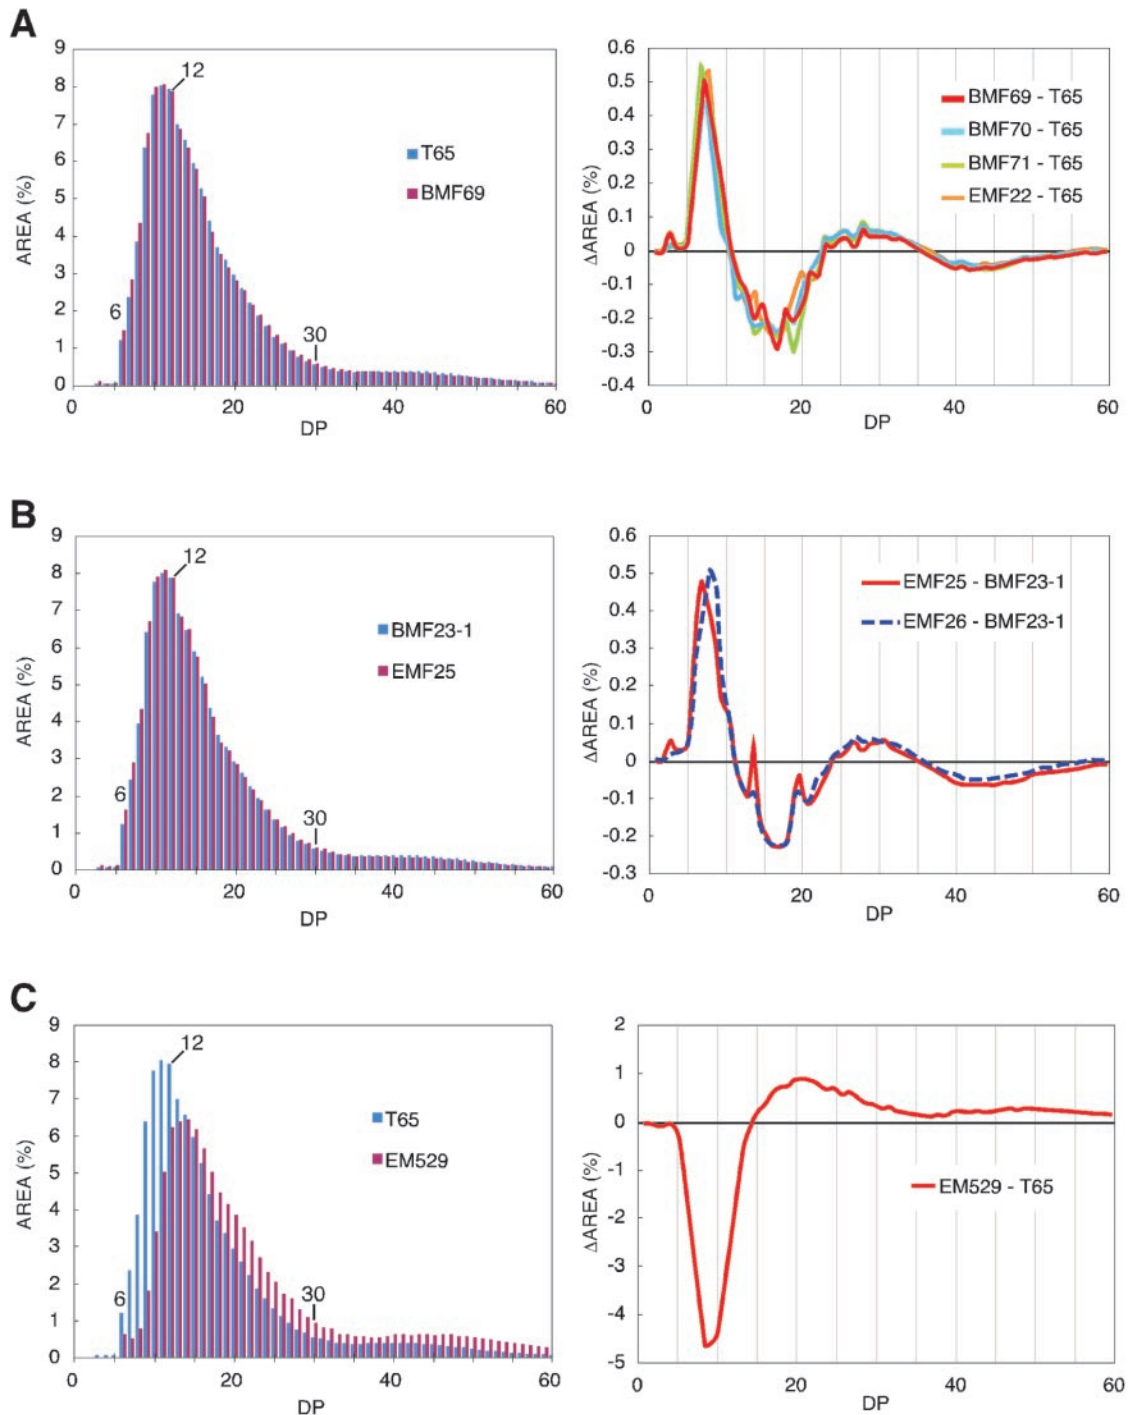 A
9
8
7
6
5
4
3
2
1
0
AREA (%)
12
6
30
T65
BMF69
0 20 40 60
DP
0.6
0.5
0.4
0.3
0.2
0.1
0
-0.1
-0.2
-0.3
-0.4
ΔAREA (%)
BMF69 - T65
BMF70 - T65
BMF71 - T65
EMF22 - T65
0 20 40 60
DP
B
9
8
7
6
5
4
3
2
1
0
AREA (%)
12
6
30
BMF23-1
EMF25
0 20 40 60
DP
0.6
0.5
0.4
0.3
0.2
0.1
0
-0.1
-0.2
-0.3
ΔAREA (%)
EMF25 - BMF23-1
EMF26 - BMF23-1
0 20 40 60
DP
C
9
8
7
6
5
4
3
2
1
0
AREA (%)
12
6
30
T65
EM529
0 20 40 60
DP
2
1
0
-1
-2
-3
-4
-5
ΔAREA (%)
EM529 - T65
0 20 40 60
DP